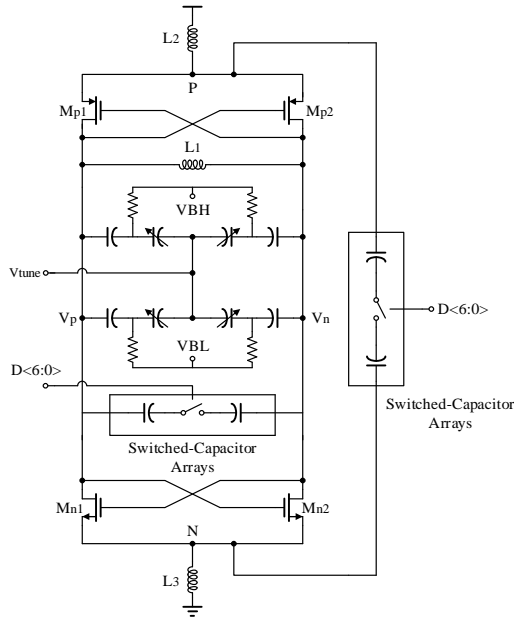 L2
P
Mp1
Mp2
L1
VBH
Vtune
Vp
Vn
D<6:0>
VBL
D<6:0>
Switched-Capacitor
Arrays
Switched-Capacitor
Arrays
Mn1
Mn2
N
L3